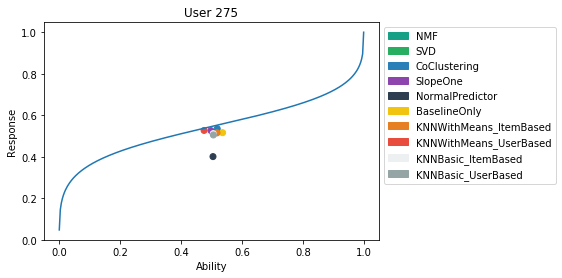 User 275
Response
1.0
0.8
0.6
0.4
0.2
0.0
0.0 0.2 0.4 0.6 0.8 1.0
Ability
NMF
SVD
CoClustering
SlopeOne
NormalPredictor
BaselineOnly
KNNWithMeans_ItemBased
KNNWithMeans_UserBased
KNNBasic_ItemBased
KNNBasic_UserBased